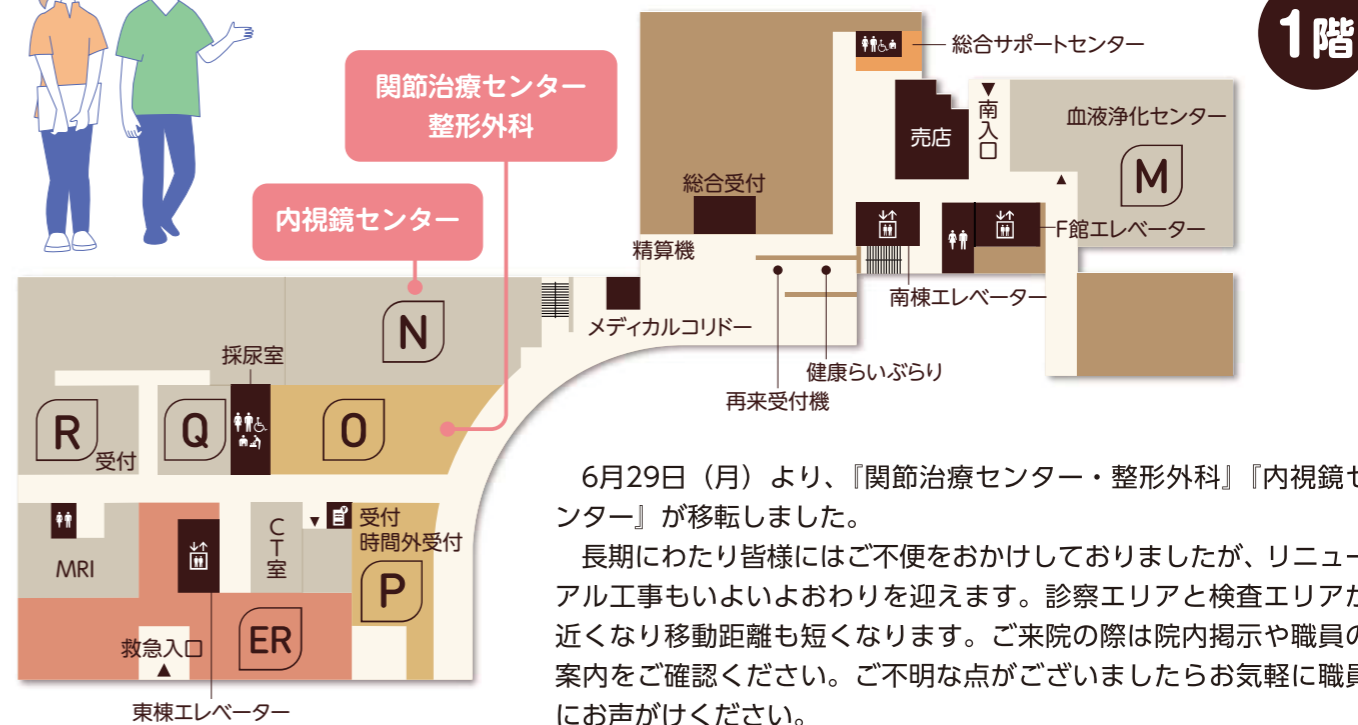 1階
総合サポートセンター
関節治療センター
整形外科
南入口
血液浄化センター
売店
M
総合受付
内視鏡センター
F館エレベーター
精算機
南棟エレベーター
N
メディカルコリドー
採尿室
健康らいぶらり
再来受付機
R
Q
O
受付
6月29日（月）より、『関節治療センター・整形外科』『内視鏡セ
ンター』が移転しました。
長期にわたり皆様にはご不便をおかけしておりましたが、リニュー
アル工事もいよいよおわりを迎えます。診察エリアと検査エリアが
近くなり移動距離も短くなります。ご来院の際は院内掲示や職員の
案内をご確認ください。ご不明な点がございましたらお気軽に職員
にお声がけください。
受付
時間外受付
CT室
MRI
P
救急入口
ER
東棟エレベーター